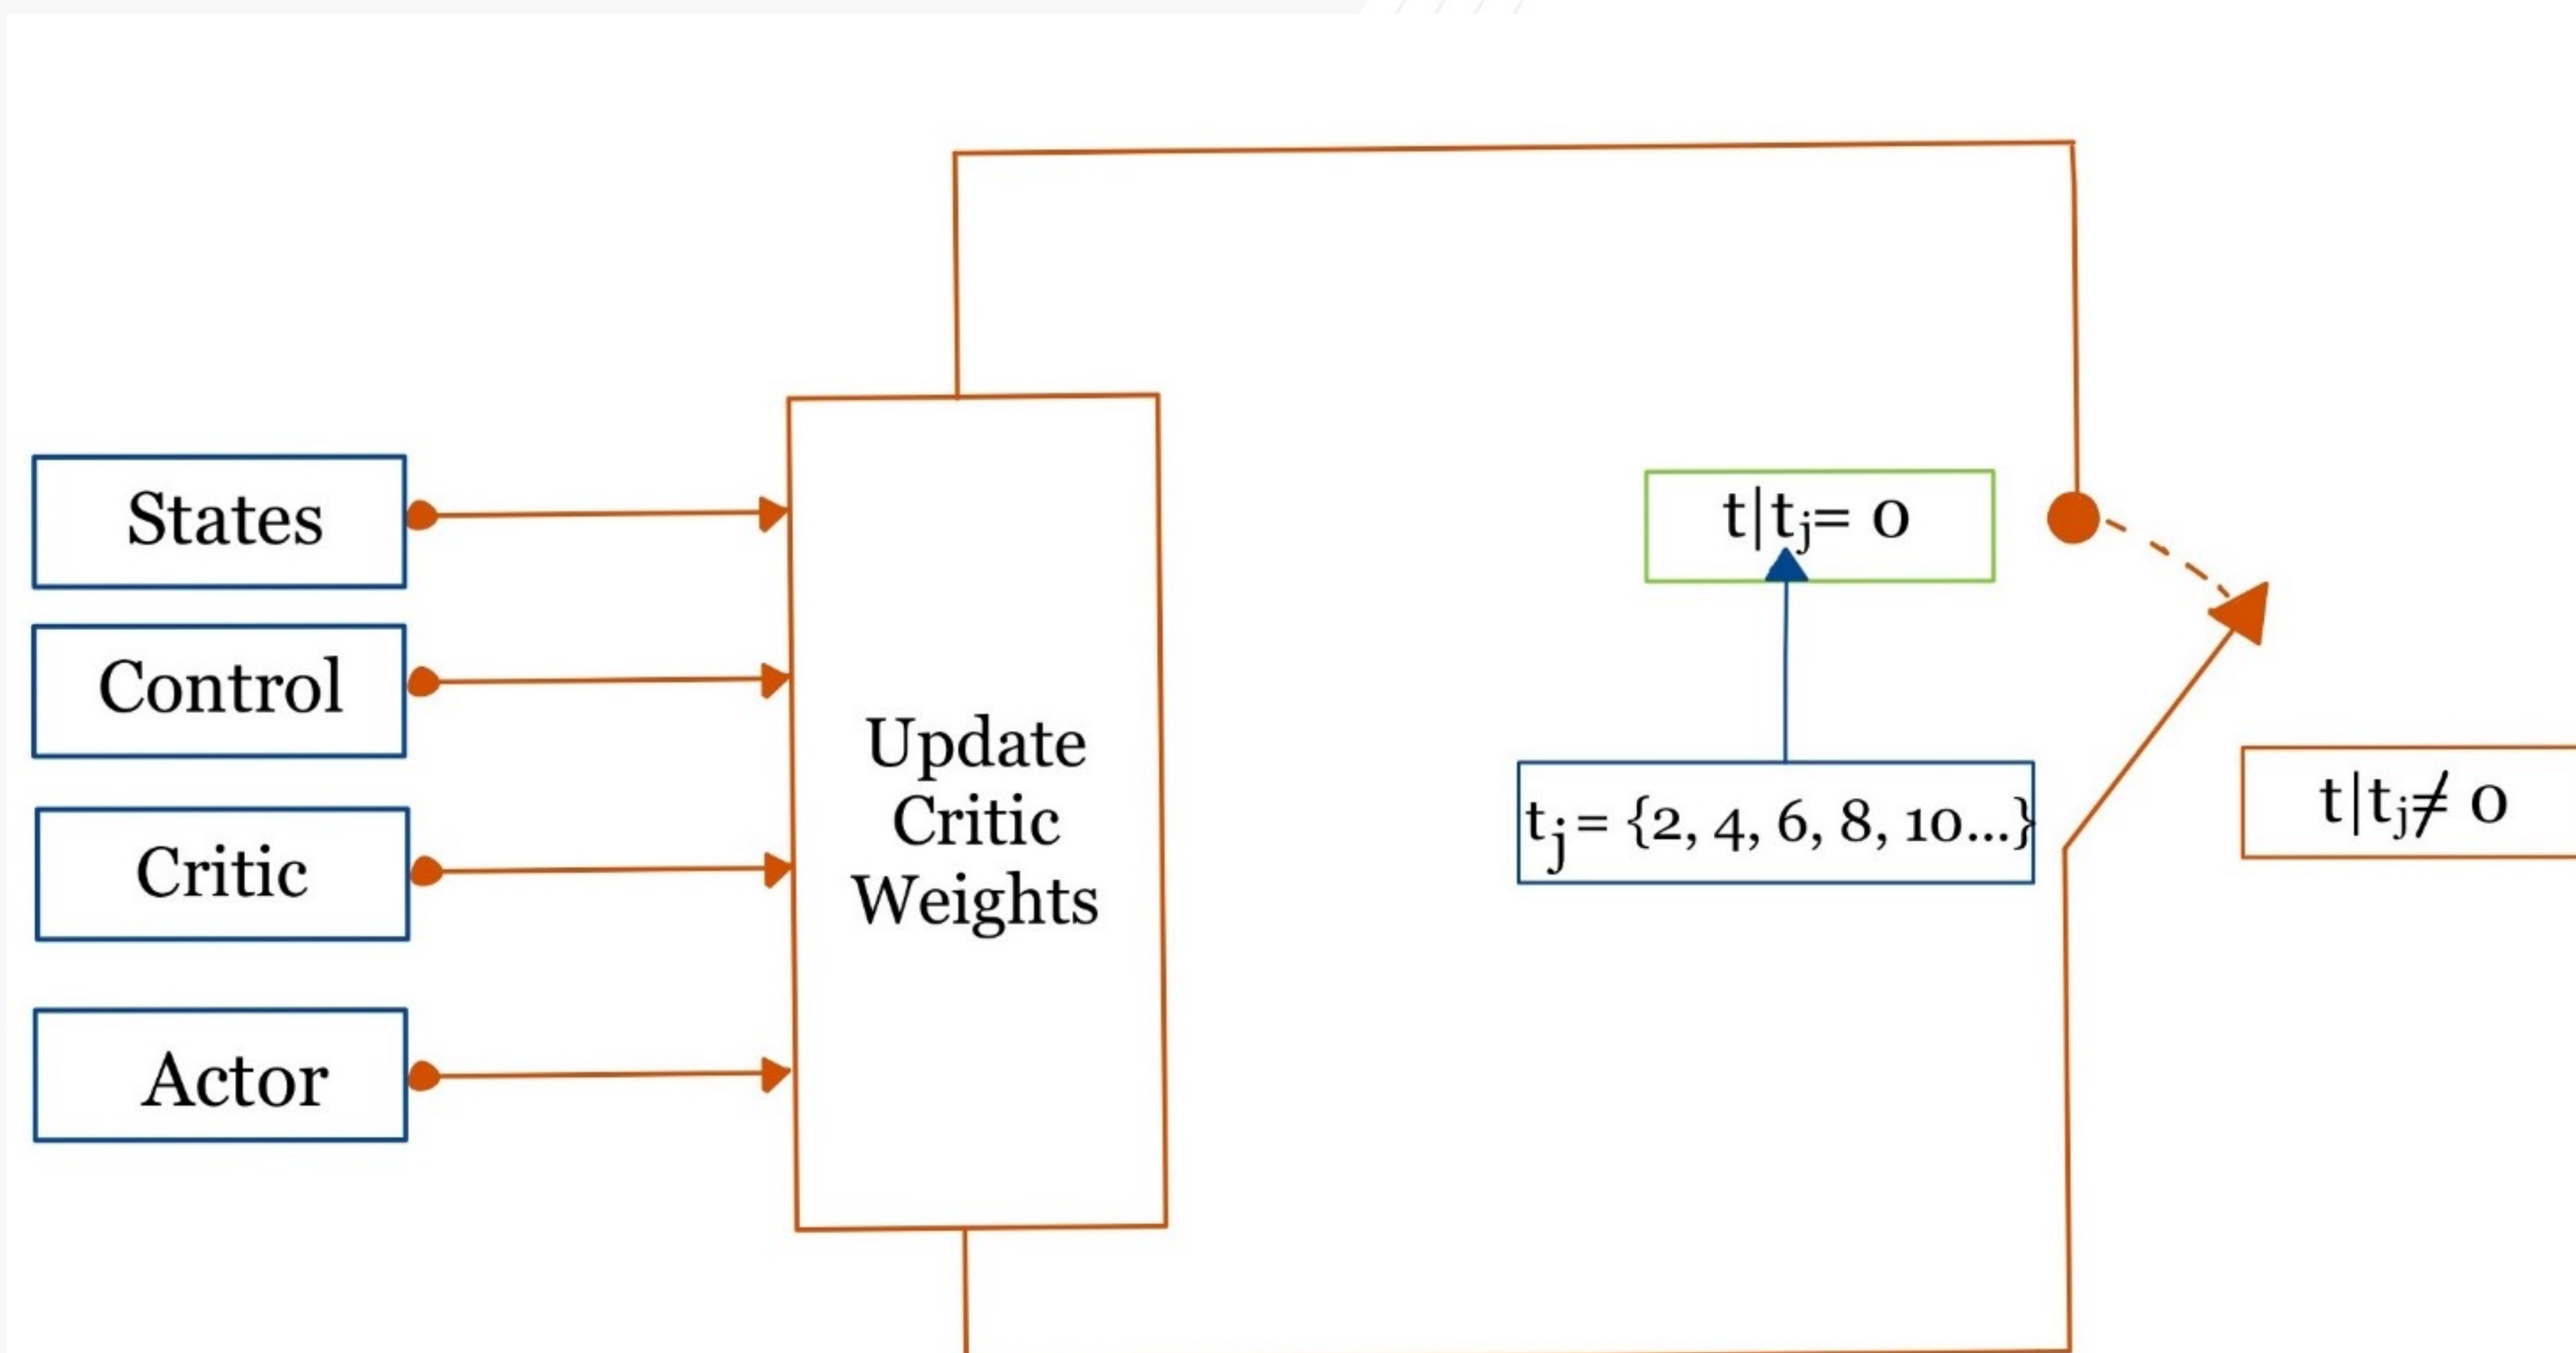 States
Control
Critic
Actor
Update
Critic
Weights
t|tj= 0
tj = {2, 4, 6, 8, 10...}
t|tj≠ 0